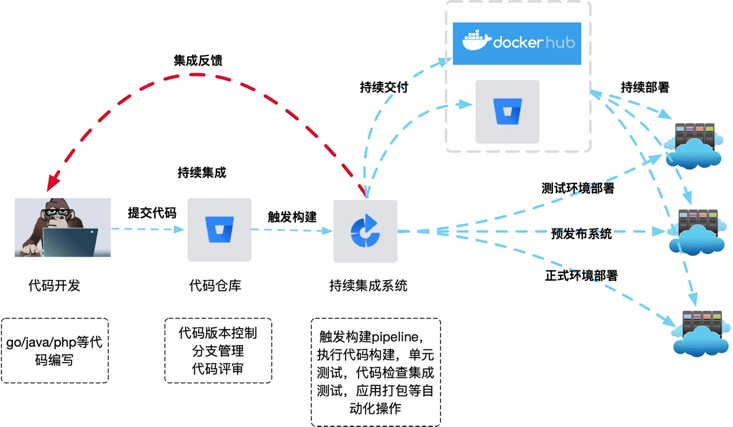 docker hub
集成反馈
持续交付
持续部署
持续集成
提交代码
触发构建
测试环境部署
预发布系统
正式环境部署
代码开发
代码仓库
持续集成系统
go/java/php等代
码编写
代码版本控制
分支管理
代码评审
触发构建pipeline，
执行代码构建，单元
测试，代码检查集成
测试，应用打包等自
动化操作